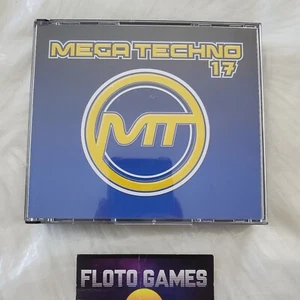 MEGA TECHNO
17
MT
FLOTO GAMES